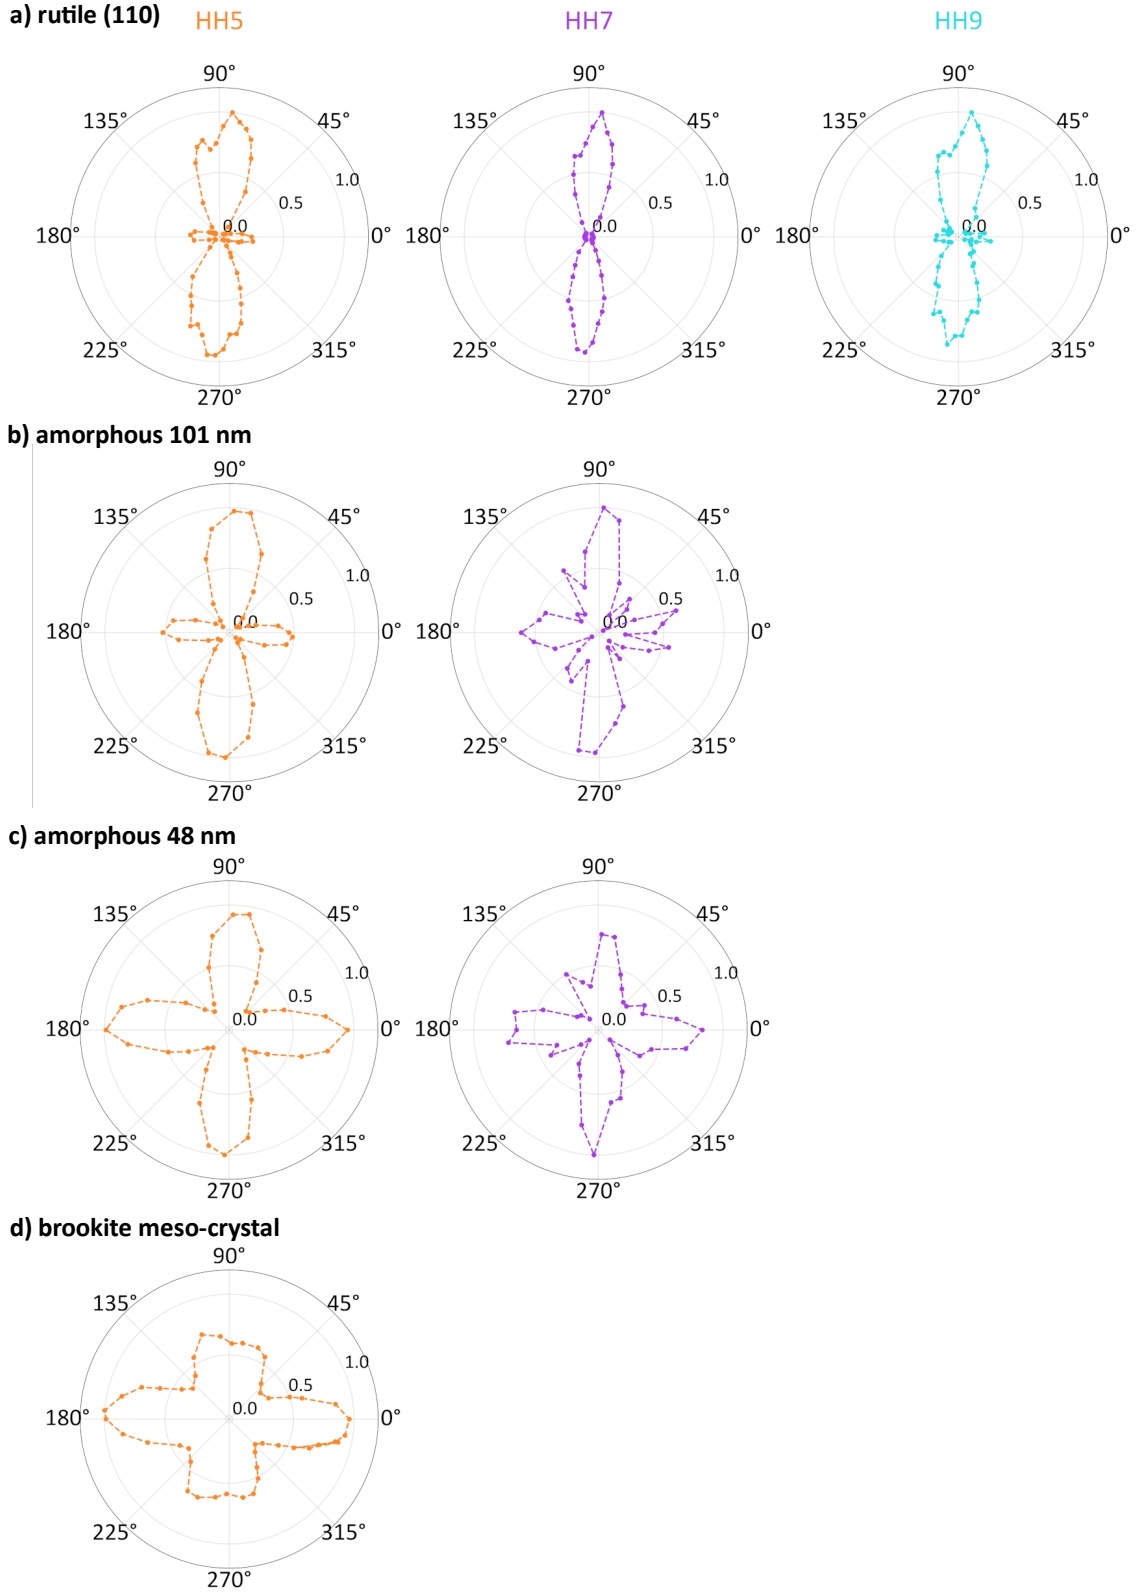 a) rutile (110) HH5 HH7 HH9
90° 90° 90°
135° 45° 135° 45° 135° 45°
1.0 1.0 1.0
0.5 0.5 0.5
0.0 0.0 0.0
180° 0° 180° 0° 180° 0°
225° 315° 225° 315° 225° 315°
270° 270° 270°
b) amorphous 101 nm
90° 90°
135° 45° 135° 45°
1.0 1.0
0.5 0.5
0.0 0.0
180° 0° 180° 0°
225° 315° 225° 315°
270° 270°
c) amorphous 48 nm
90° 90°
135° 45° 135° 45°
1.0 1.0
0.5 0.5
0.0 0.0
180° 0° 180° 0°
225° 315° 225° 315°
270° 270°
d) brookite meso-crystal
90°
135° 45°
1.0
0.5
0.0
180° 0°
225° 315°
270°